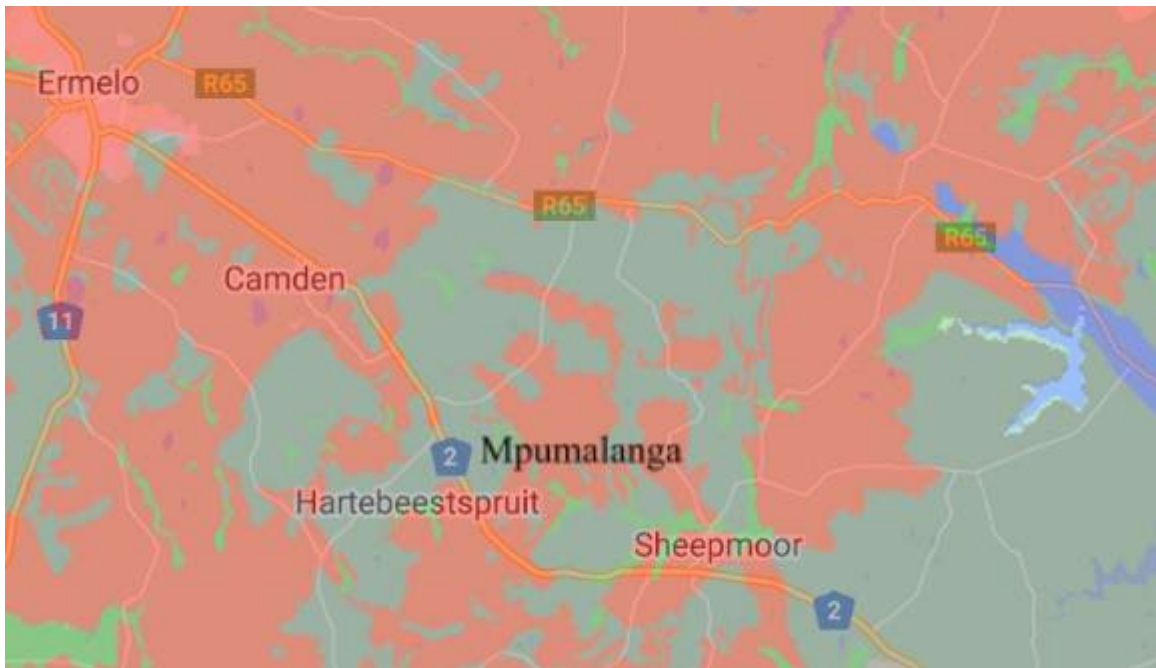 Ermelo
R65
R65
R65
Camden
11
2
Mpumalanga
Hartebeestspruit
Sheepmoor
2